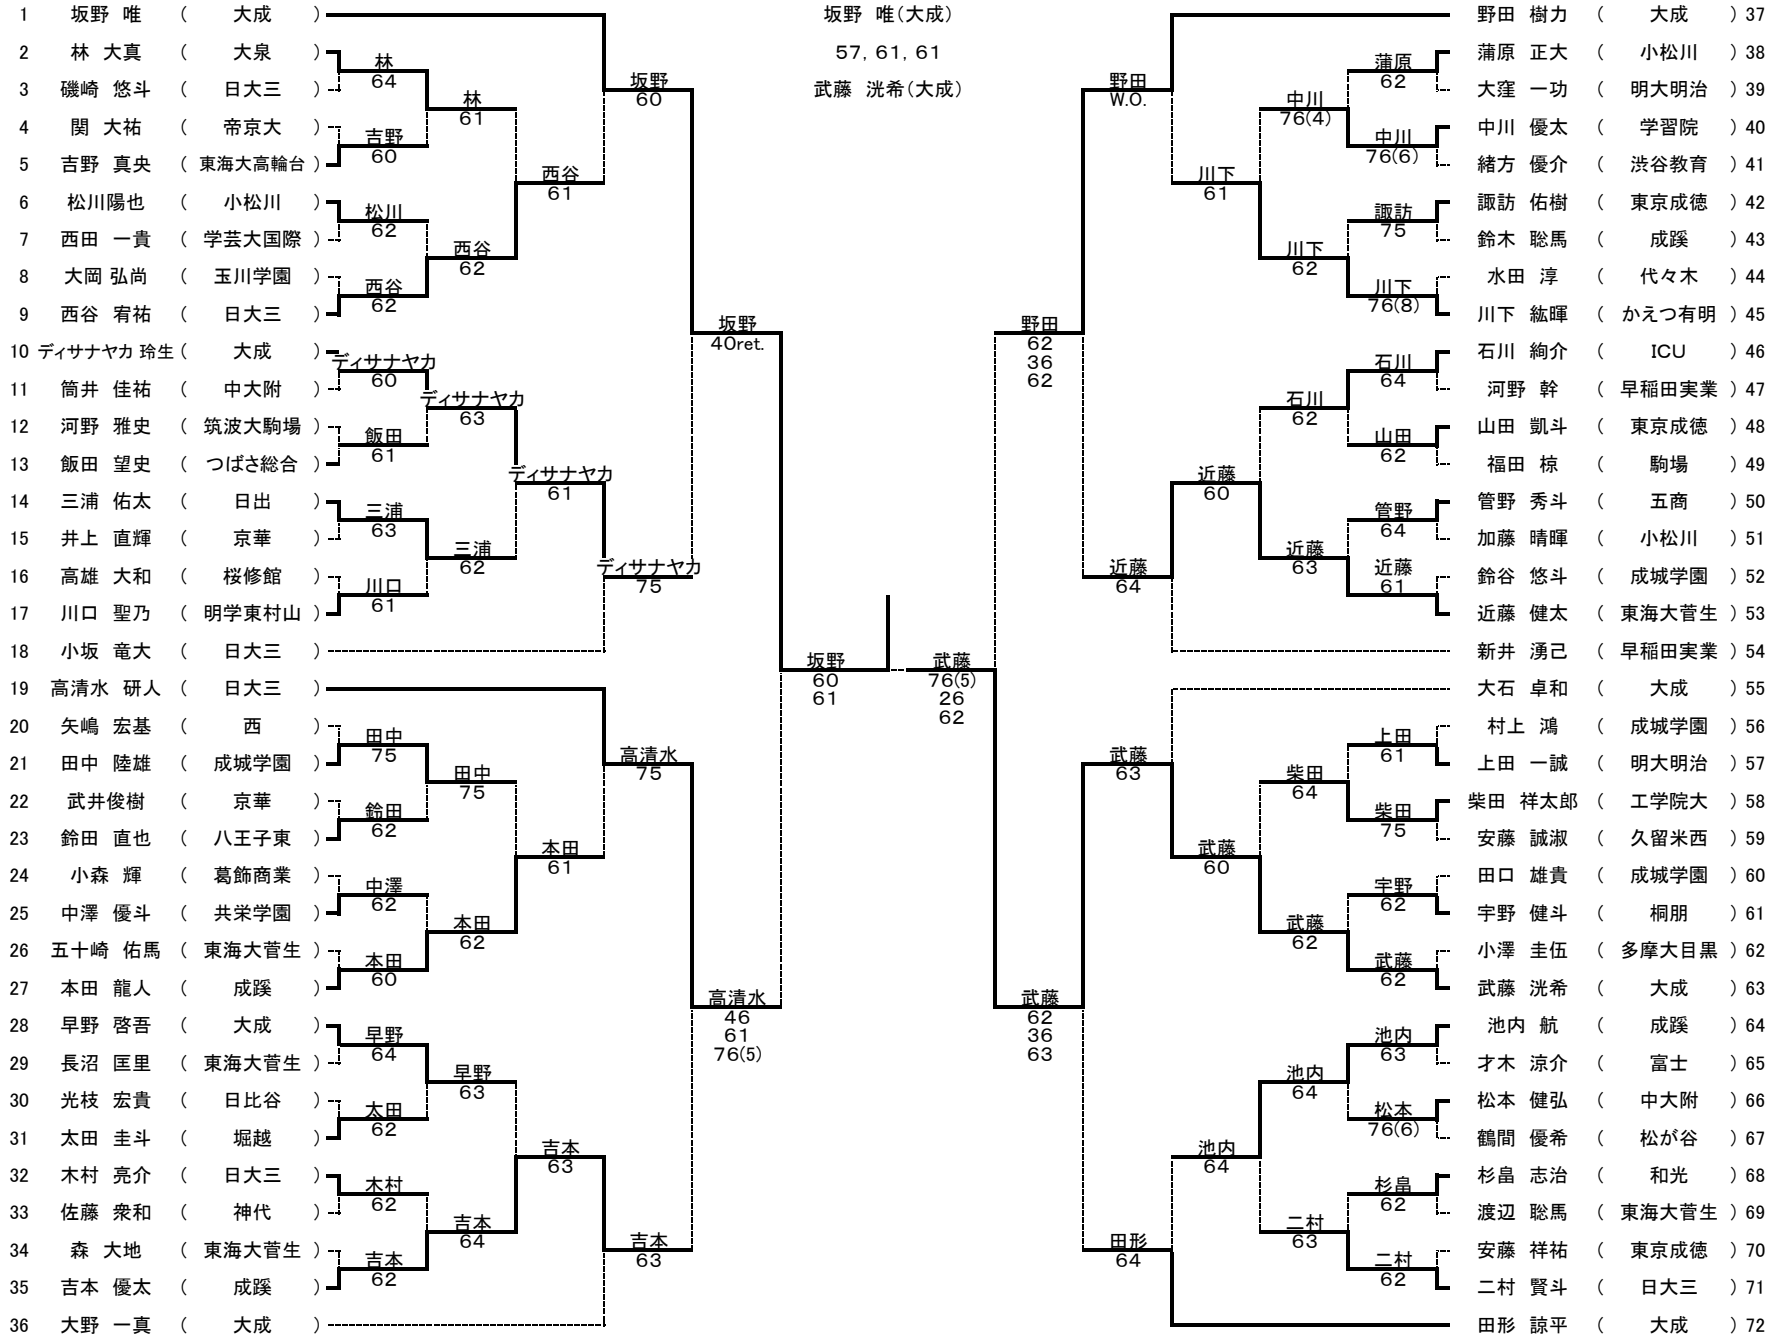 坂野 唯(大成)
57, 61, 61
武藤 洸希(大成)
1 坂野 唯 ( 大成 )
2 林 大真 ( 大泉 )
3 磯崎 悠斗 ( 日大三 )
4 関 大祐 ( 帝京大 )
5 吉野 真央 ( 東海大高輪台 )
6 松川陽也 ( 小松川 )
7 西田 一貴 ( 学芸大国際 )
8 大岡 弘尚 ( 玉川学園 )
9 西谷 宥祐 ( 日大三 )
10 ディサナヤカ 玲生 ( 大成 )
11 筒井 佳祐 ( 中大附 )
12 河野 雅史 ( 筑波大駒場 )
13 飯田 望史 ( つばさ総合 )
14 三浦 佑太 ( 日出 )
15 井上 直輝 ( 京華 )
16 高雄 大和 ( 桜修館 )
17 川口 聖乃 ( 明学東村山 )
18 小坂 竜大 ( 日大三 )
19 高清水 研人 ( 日大三 )
20 矢嶋 宏基 ( 西 )
21 田中 陸雄 ( 成城学園 )
22 武井俊樹 ( 京華 )
23 鈴田 直也 ( 八王子東 )
24 小森 輝 ( 葛飾商業 )
25 中澤 優斗 ( 共栄学園 )
26 五十崎 佑馬 ( 東海大菅生 )
27 本田 龍人 ( 成蹊 )
28 早野 啓吾 ( 大成 )
29 長沼 匡里 ( 東海大菅生 )
30 光枝 宏貴 ( 日比谷 )
31 太田 圭斗 ( 堀越 )
32 木村 亮介 ( 日大三 )
33 佐藤 衆和 ( 神代 )
34 森 大地 ( 東海大菅生 )
35 吉本 優太 ( 成蹊 )
36 大野 一真 ( 大成 )
林
64
吉野
60
松川
62
西谷
62
ディサナヤカ
60
飯田
61
三浦
63
川口
61
田中
75
鈴田
62
中澤
62
本田
60
早野
64
太田
62
木村
62
吉本
62
林
61
西谷
62
ディサナヤカ
63
三浦
62
田中
75
本田
62
早野
63
吉本
64
西谷
61
ディサナヤカ
61
本田
61
吉本
63
坂野
60
ディサナヤカ
75
高清水
75
吉本
63
坂野
40ret.
高清水
46
61
76(5)
坂野
60
61
武藤
76(5)
26
62
野田
62
36
62
武藤
62
36
63
野田
W.O.
近藤
64
武藤
63
田形
64
川下
61
近藤
60
武藤
60
池内
64
中川
76(4)
川下
62
石川
62
近藤
63
柴田
64
武藤
62
池内
64
二村
63
蒲原
62
中川
76(6)
諏訪
75
川下
76(8)
石川
64
山田
62
管野
64
近藤
61
上田
61
柴田
75
宇野
62
武藤
62
池内
63
松本
76(6)
杉畠
62
二村
62
野田 樹力 ( 大成 ) 37
蒲原 正大 ( 小松川 ) 38
大窪 一功 ( 明大明治 ) 39
中川 優太 ( 学習院 ) 40
緒方 優介 ( 渋谷教育 ) 41
諏訪 佑樹 ( 東京成徳 ) 42
鈴木 聡馬 ( 成蹊 ) 43
水田 淳 ( 代々木 ) 44
川下 紘暉 ( かえつ有明 ) 45
石川 絢介 ( ICU ) 46
河野 幹 ( 早稲田実業 ) 47
山田 凱斗 ( 東京成徳 ) 48
福田 椋 ( 駒場 ) 49
管野 秀斗 ( 五商 ) 50
加藤 晴暉 ( 小松川 ) 51
鈴谷 悠斗 ( 成城学園 ) 52
近藤 健太 ( 東海大菅生 ) 53
新井 湧己 ( 早稲田実業 ) 54
大石 卓和 ( 大成 ) 55
村上 鴻 ( 成城学園 ) 56
上田 一誠 ( 明大明治 ) 57
柴田 祥太郎 ( 工学院大 ) 58
安藤 誠淑 ( 久留米西 ) 59
田口 雄貴 ( 成城学園 ) 60
宇野 健斗 ( 桐朋 ) 61
小澤 圭伍 ( 多摩大目黒 ) 62
武藤 洸希 ( 大成 ) 63
池内 航 ( 成蹊 ) 64
才木 涼介 ( 富士 ) 65
松本 健弘 ( 中大附 ) 66
鶴間 優希 ( 松が谷 ) 67
杉畠 志治 ( 和光 ) 68
渡辺 聡馬 ( 東海大菅生 ) 69
安藤 祥祐 ( 東京成徳 ) 70
二村 賢斗 ( 日大三 ) 71
田形 諒平 ( 大成 ) 72